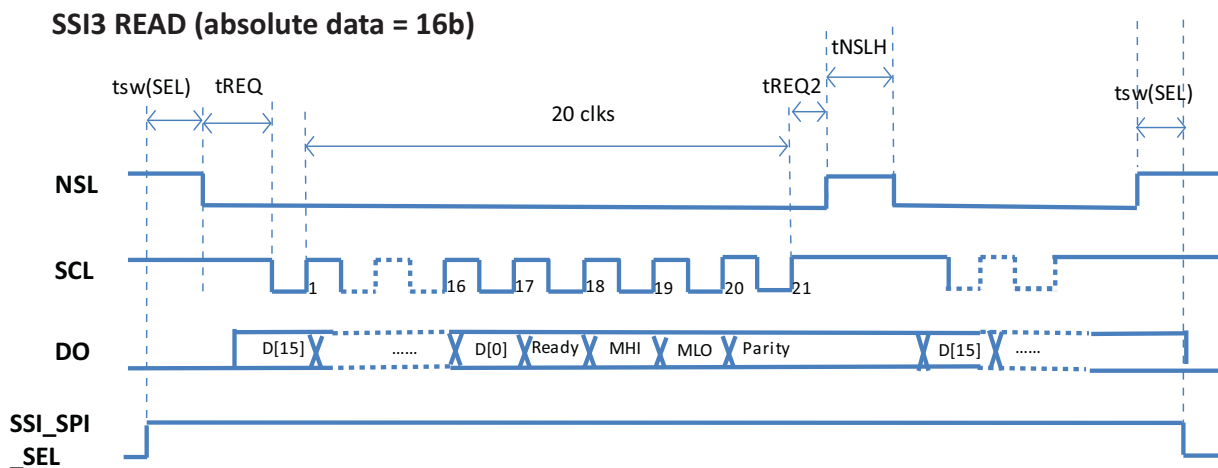 SSI3 READ (absolute data = 16b)
tNSLH
tsw(SEL) tREQ tREQ2 tsw(SEL)
20 clks
NSL
SCL
1 16 17 18 19 20 21
DO
D[15] ...... D[0] Ready MHI MLO Parity D[15] ......
SSI_SPI
_SEL